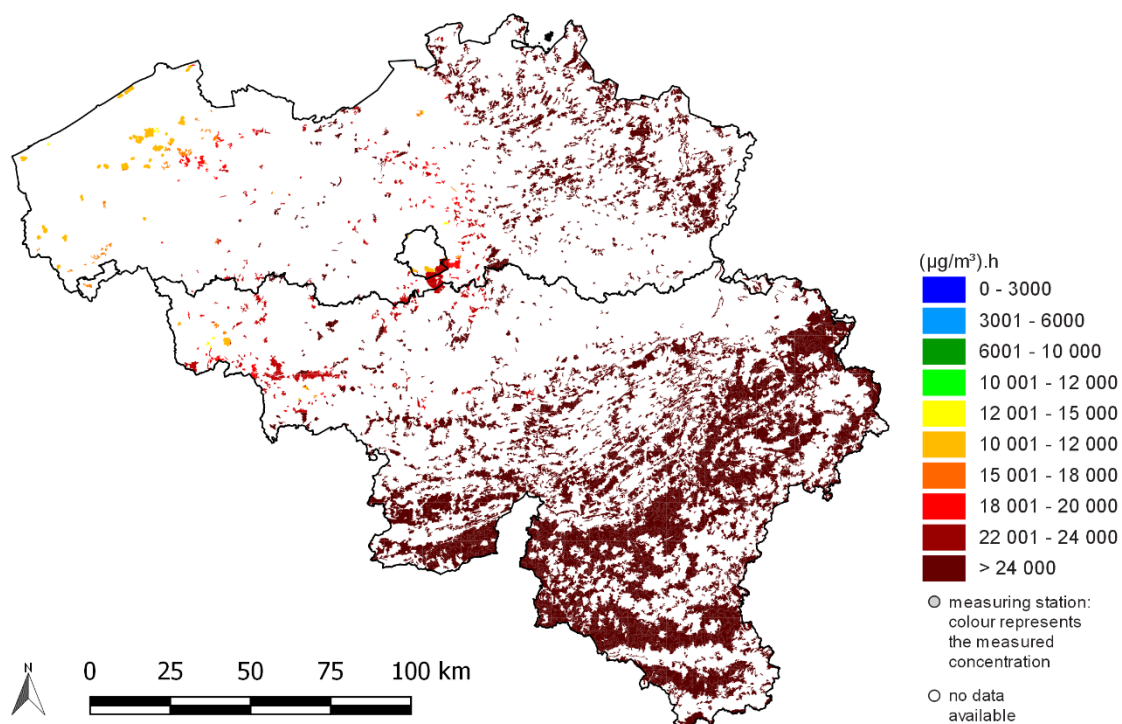 (µg/m³).h
0 - 3000
3001 - 6000
6001 - 10 000
10 001 - 12 000
12 001 - 15 000
10 001 - 12 000
15 001 - 18 000
18 001 - 20 000
22 001 - 24 000
> 24 000
measuring station:
colour represents
the measured
concentration
no data
available
N
0 25 50 75 100 km